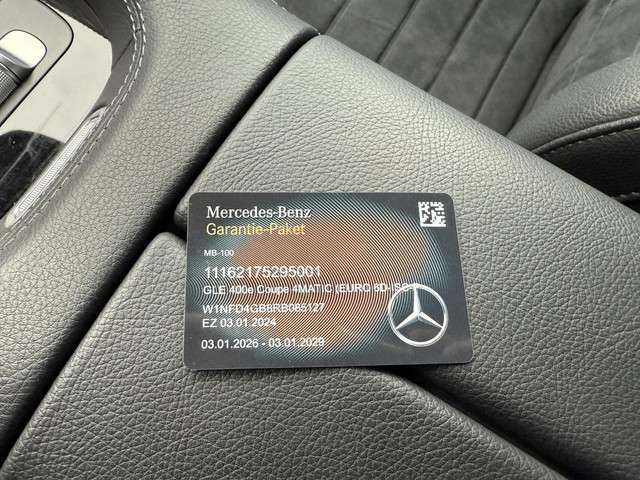 Mercedes-Benz
Garantie-Paket
MB-100
11162175295001
GLE 400e Coupe 4MATIC (EURO 6D-ISC-
W1NFD4GB8RB065127
EZ 03.01.2024
03.01.2026 - 03.01.2029